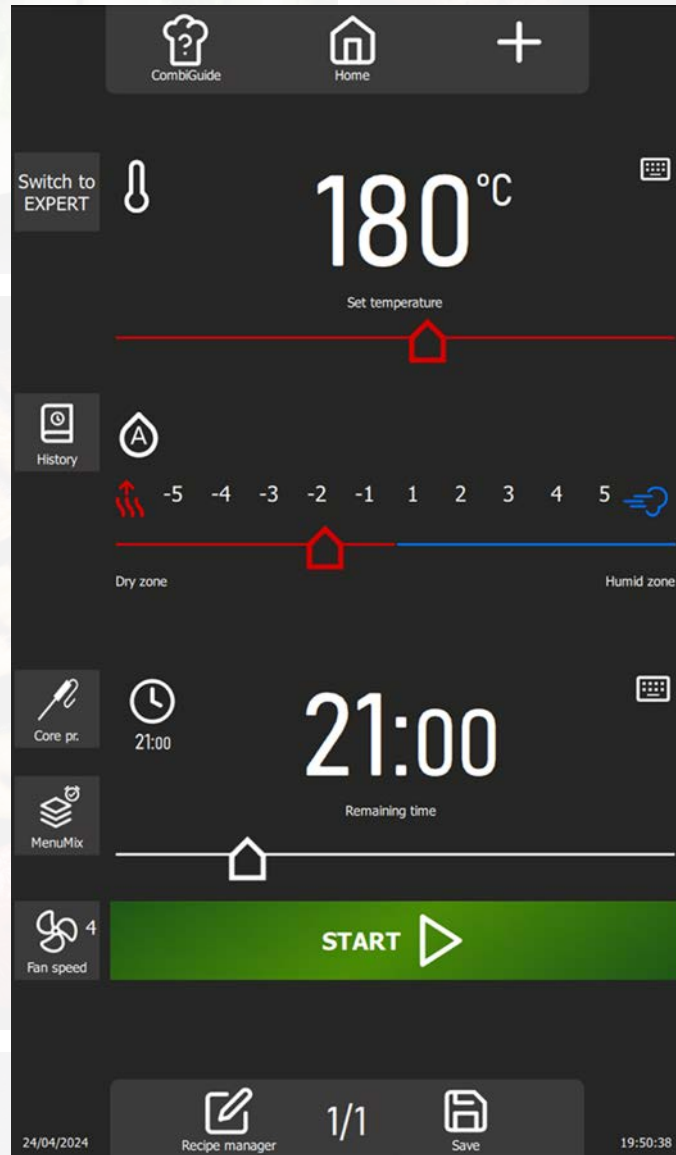 CombiGuide
Home
Switch to
EXPERT
180°C
Set temperature
History
A
-5 -4 -3 -2 -1 1 2 3 4 5
Dry zone
Humid zone
Core pr.
21:00
21:00
Remaining time
MenuMix
4
Fan speed
START
Recipe manager
1/1
Save
24/04/2024
19:50:38